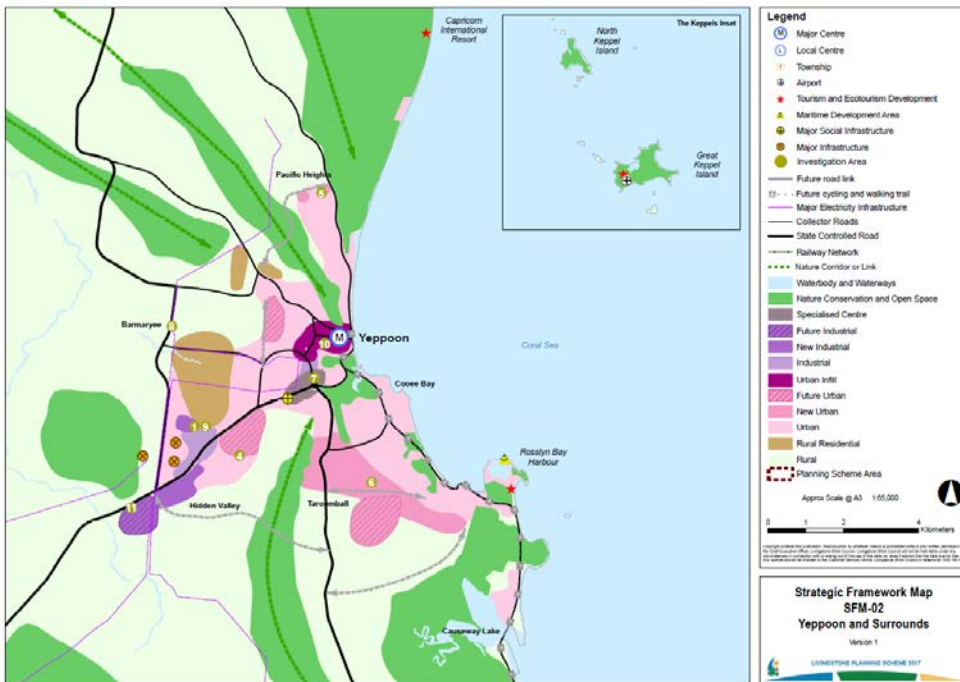 Capricorn
International
Resort
The Keppels Inset
North
Keppel
Island
Great
Keppel
Island
Pacific Heights
Barmaryee
M
Yeppoon
10
7
Cooee Bay
Coral Sea
9
4
6
Rosslyn Bay
Harbour
Hidden Valley
Taroomball
11
Causeway Lake
Legend
M Major Centre
L Local Centre
Township
Airport
Tourism and Ecotourism Development
Maritime Development Area
Major Social Infrastructure
Major Infrastructure
Investigation Area
Future road link
Future cycling and walking trail
Major Electricity Infrastructure
Collector Roads
State Controlled Road
Railway Network
Nature Corridor or Link
Waterbody and Waterways
Nature Conservation and Open Space
Specialised Centre
Future Industrial
New Industrial
Industrial
Urban Infill
Future Urban
New Urban
Urban
Rural Residential
Rural
Planning Scheme Area
Approx Scale @ A3 1:65,000
0 1 2 4
Kilometers
Strategic Framework Map
SFM-02
Yeppoon and Surrounds
Version 1
LIVINGSTONE PLANNING SCHEME 2017